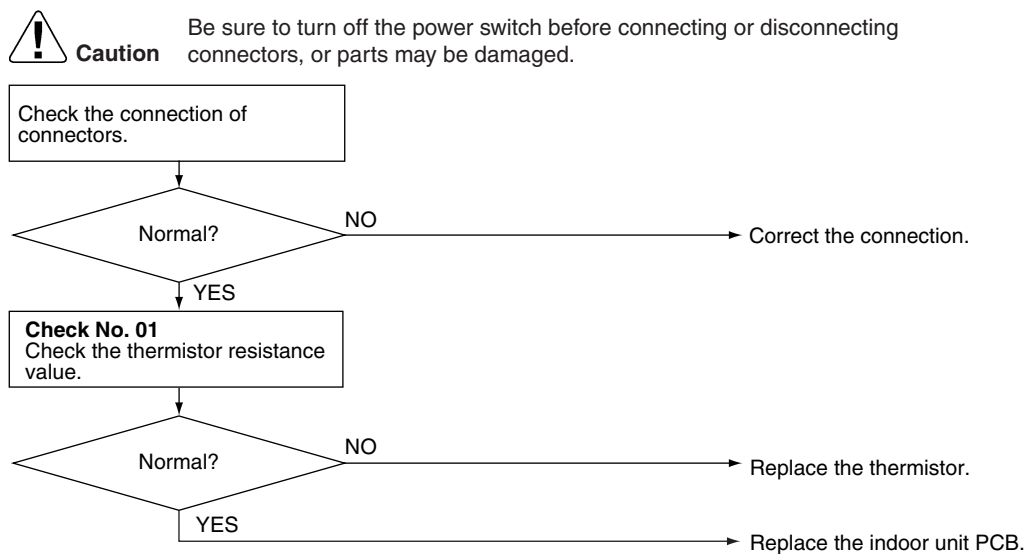 Be sure to turn off the power switch before connecting or disconnecting
Caution connectors, or parts may be damaged.
Check the connection of
connectors.
Normal?
NO
Correct the connection.
YES
Check No. 01
Check the thermistor resistance
value.
Normal?
NO
Replace the thermistor.
YES
Replace the indoor unit PCB.